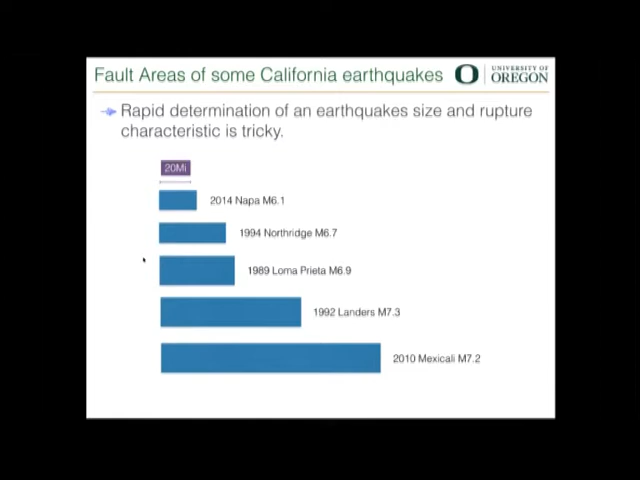 Fault Areas of some California earthquakes
UNIVERSITY OF
OREGON
Rapid determination of an earthquakes size and rupture
characteristic is tricky.
20Mi
2014 Napa M6.1
1994 Northridge M6.7
1989 Loma Prieta M6.9
1992 Landers M7.3
2010 Mexicali M7.2